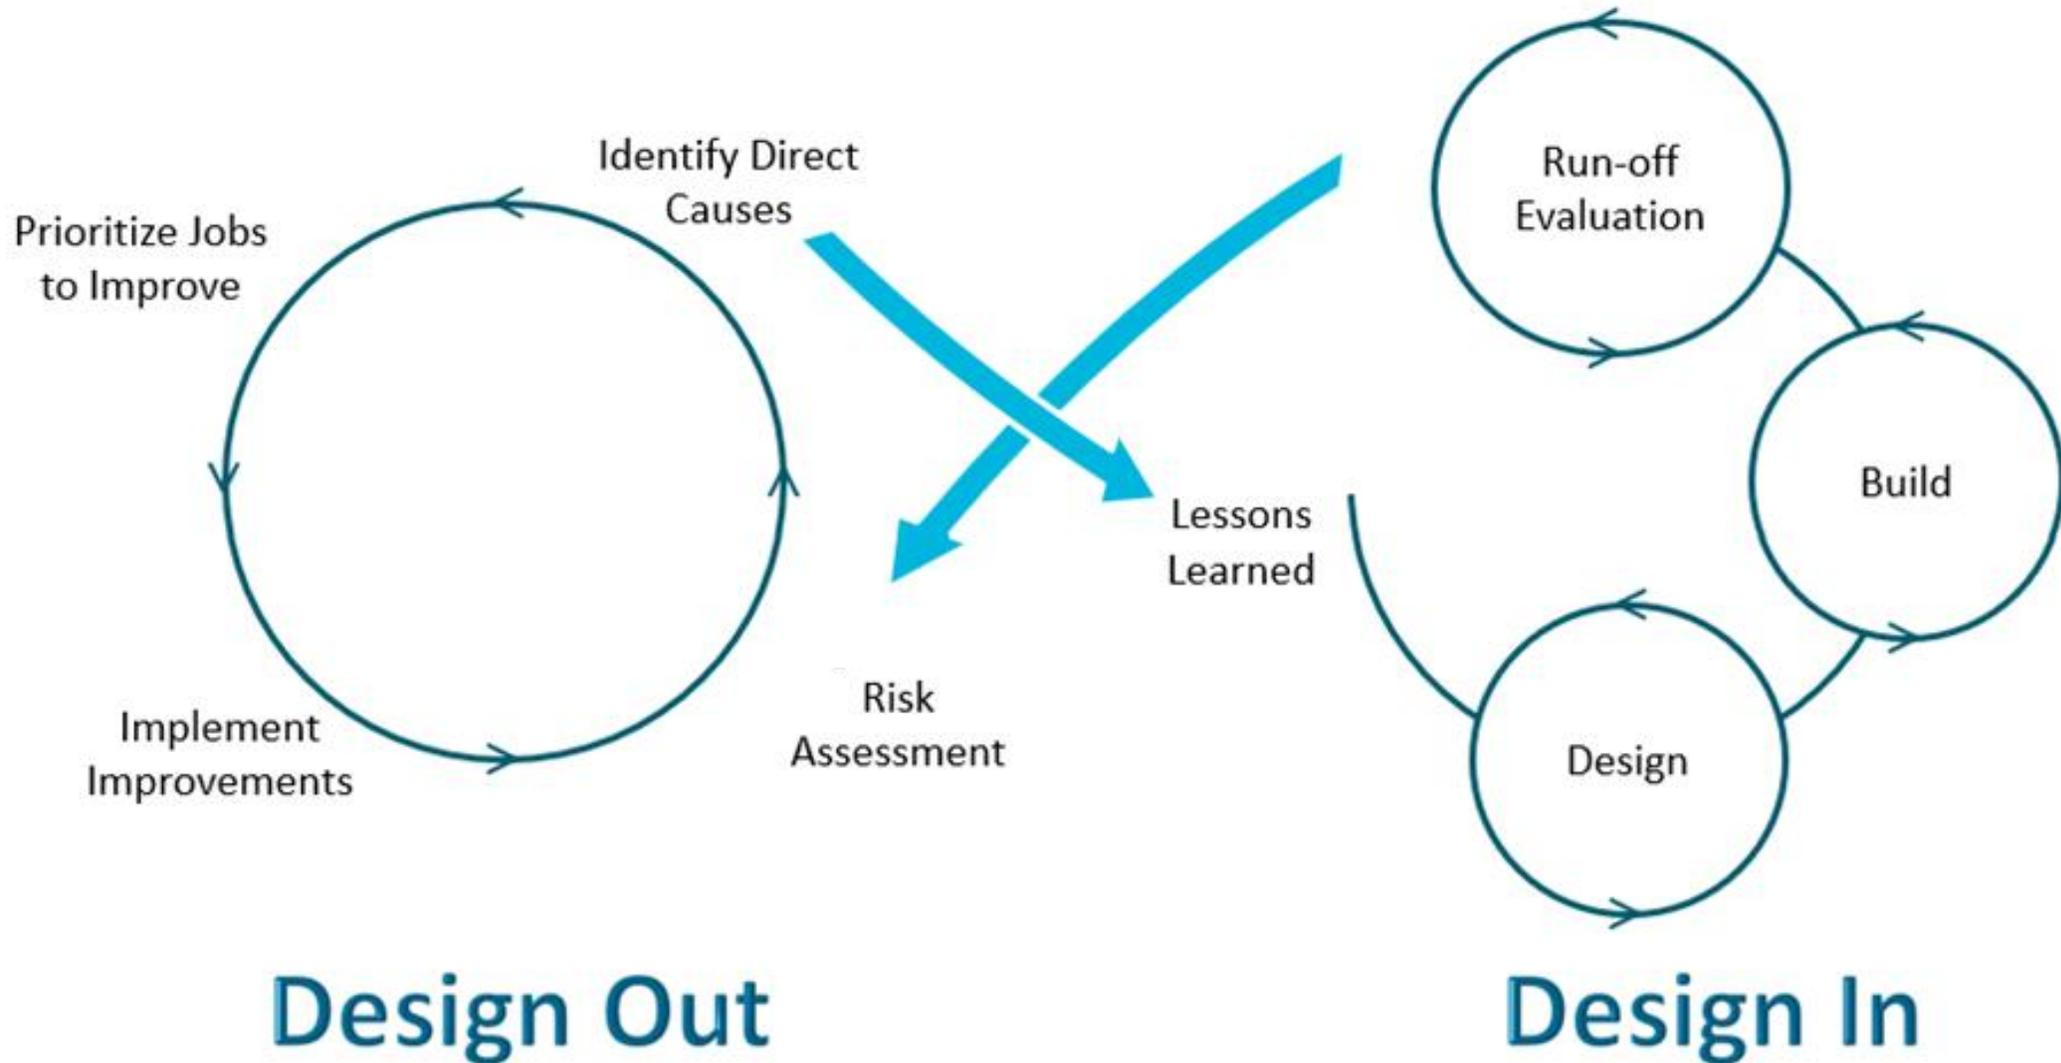 Identify Direct
Causes
Prioritize Jobs
to Improve
Implement
Improvements
Risk
Assessment
Lessons
Learned
Run-off
Evaluation
Build
Design
Design Out
Design In